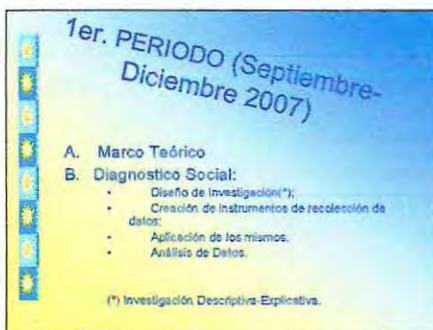 1er. PERIODO (Septiembre-
Diciembre 2007)
A. Marco Teórico
B. Diagnostico Social:
• Diseño de Investigación(*);
• Creación de Instrumentos de recolección de
datos;
• Aplicación de los mismos.
• Análisis de Datos.
(*) Investigación Descriptiva-Explicativa.